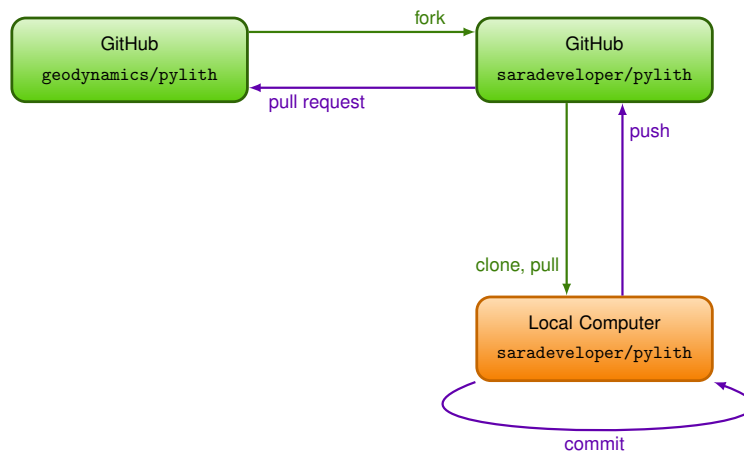 fork
GitHub
geodynamics/pylith
GitHub
saradeveloper/pylith
pull request
push
clone, pull
Local Computer
saradeveloper/pylith
commit